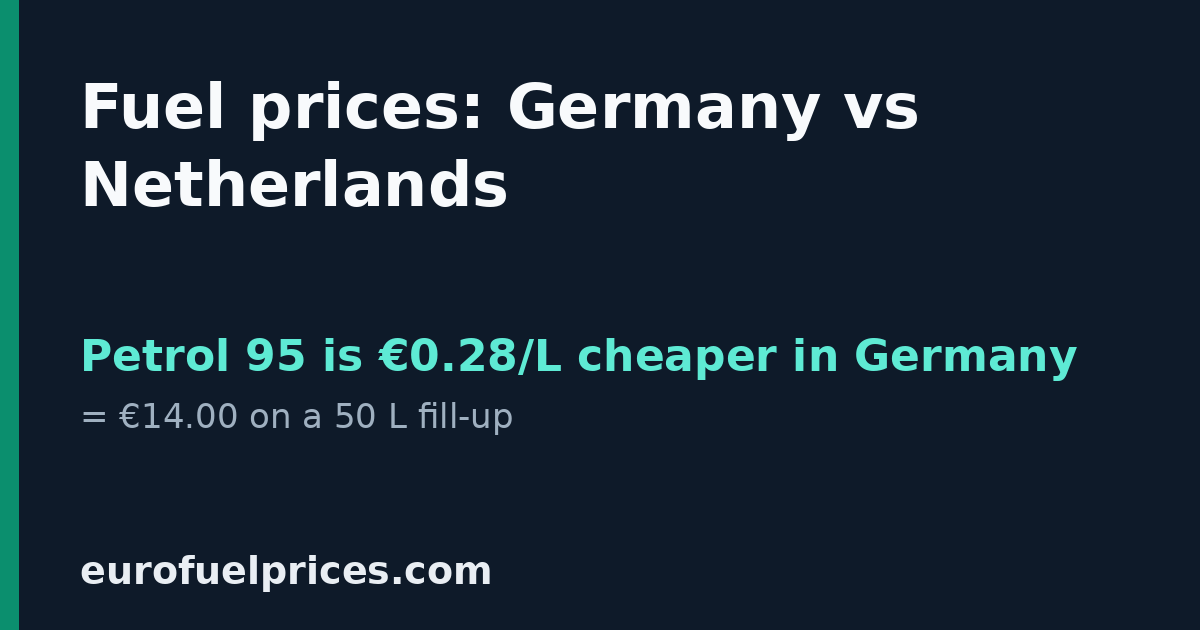 Fuel prices: Germany vs
Netherlands
Petrol 95 is €0.28/L cheaper in Germany
= €14.00 on a 50 L fill-up
eurofuelprices.com